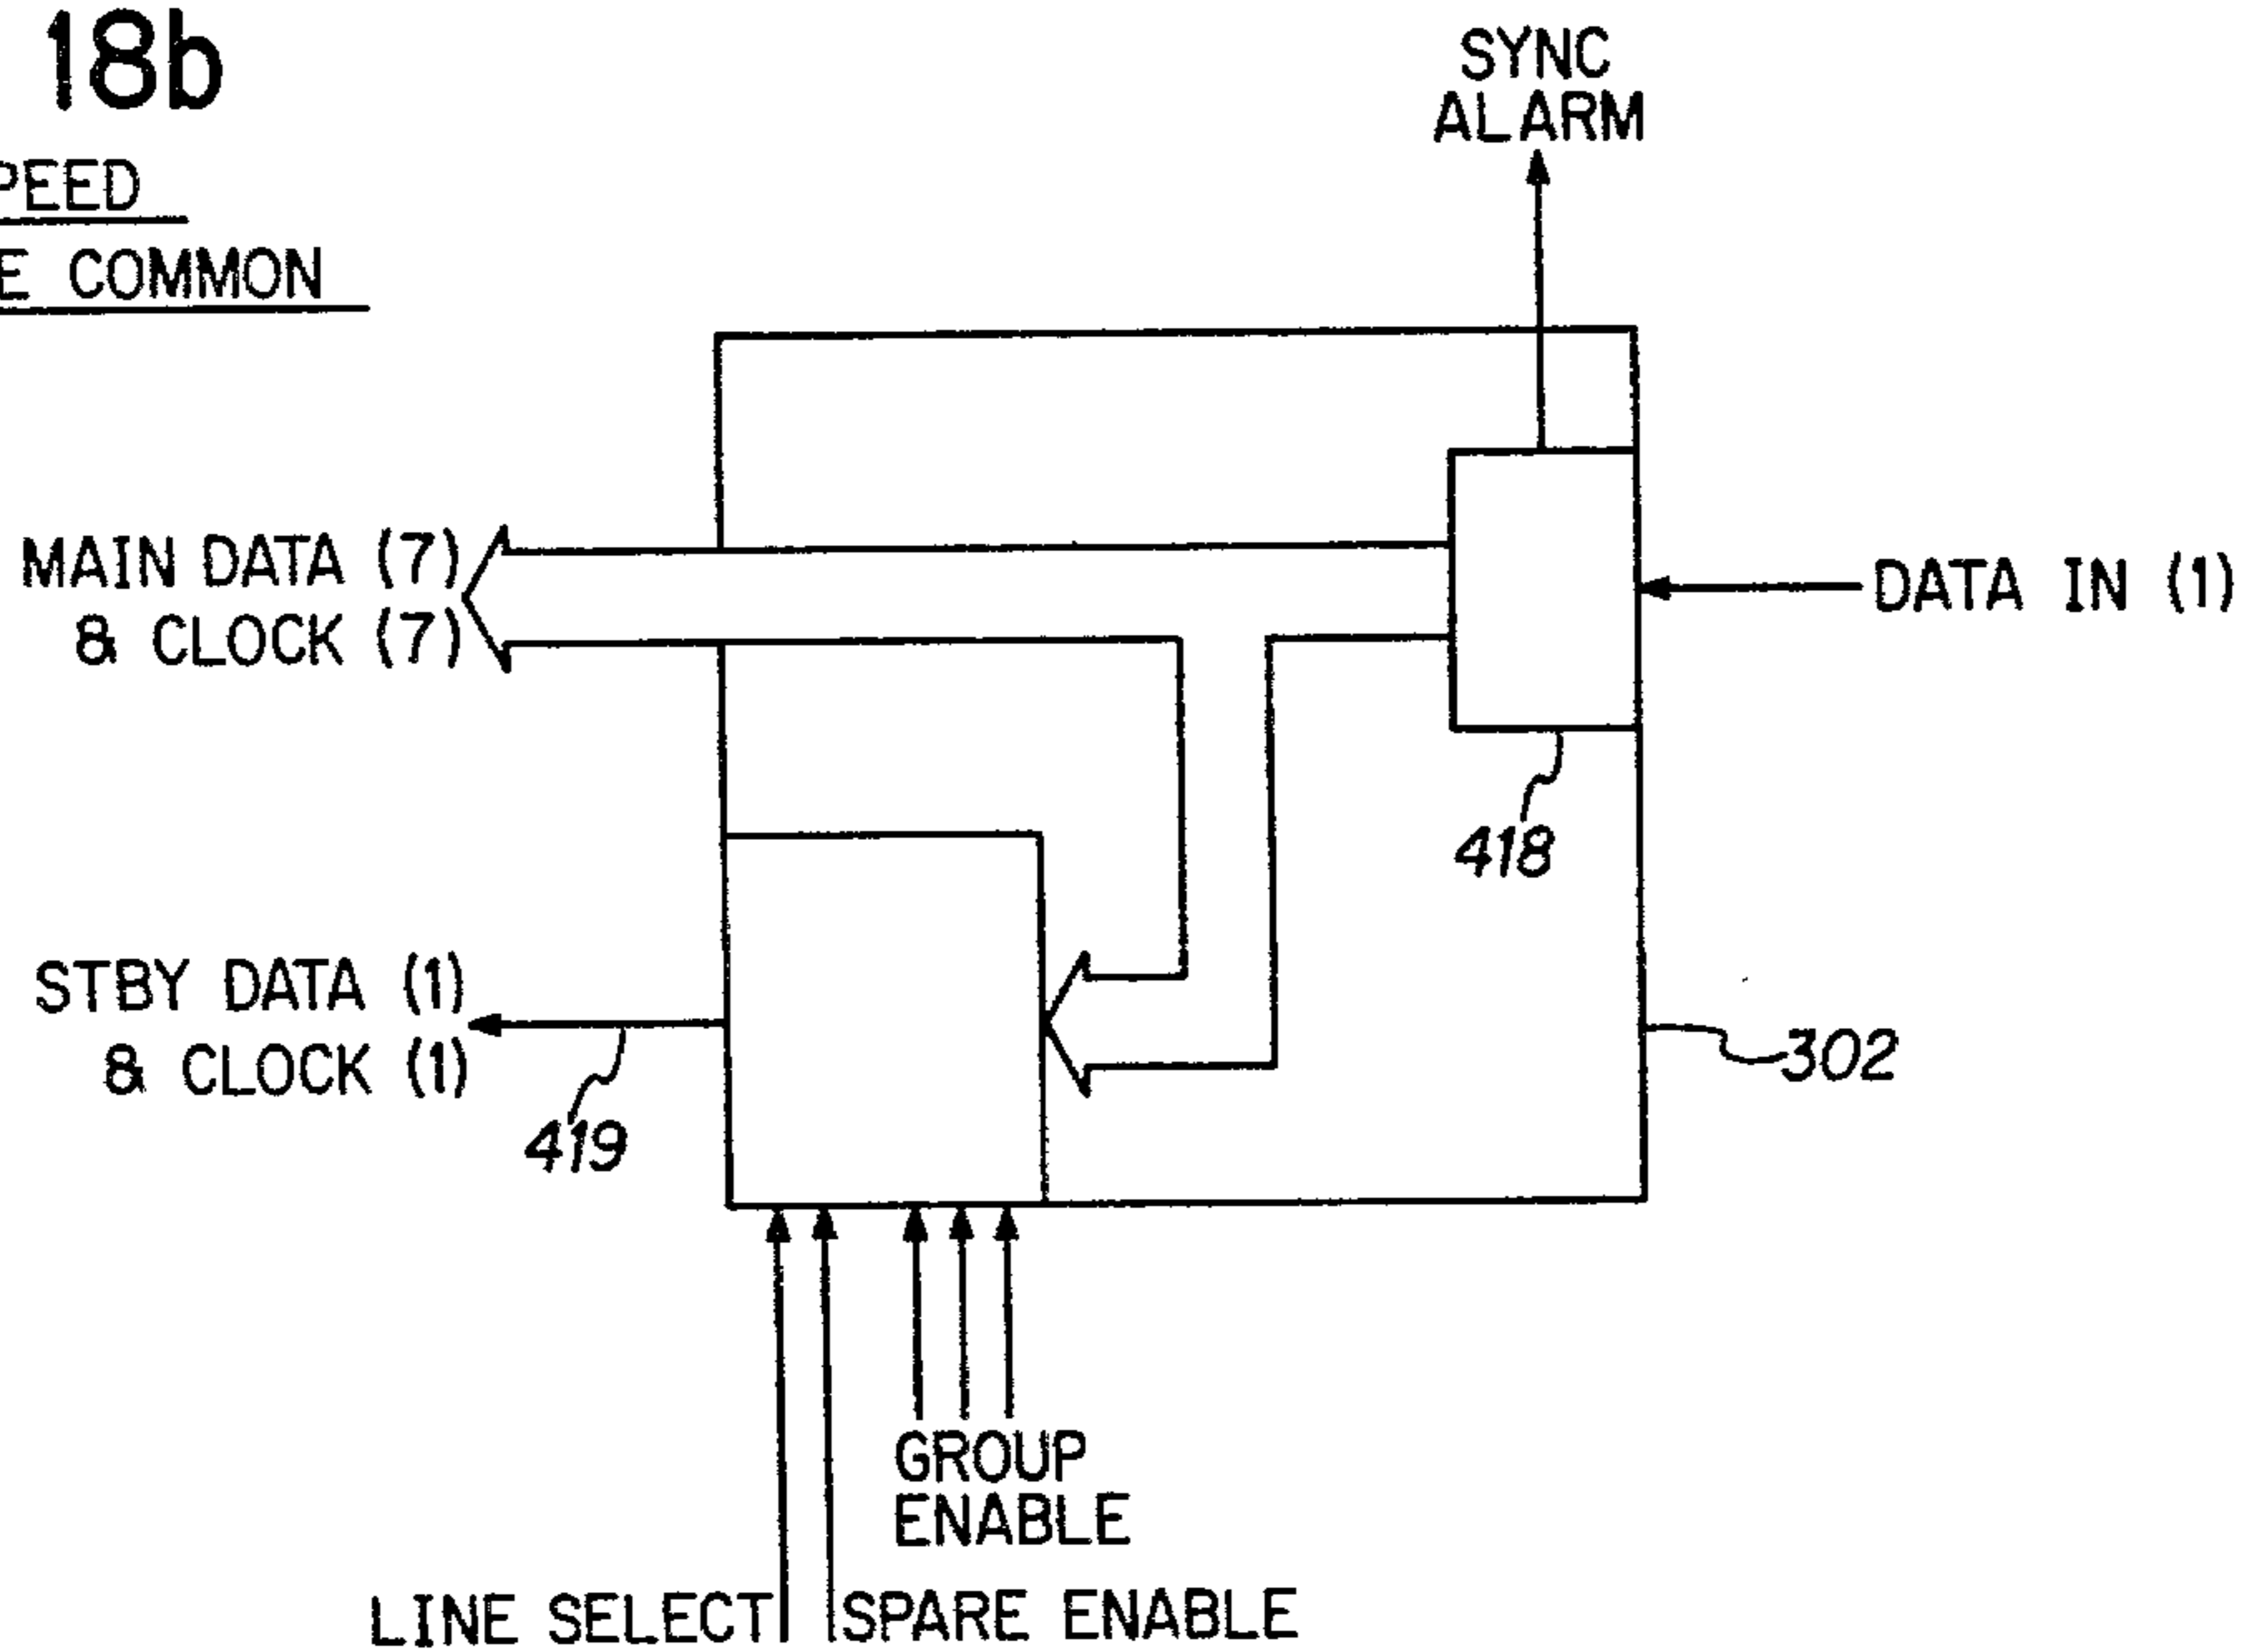 18b
PEED
E COMMON
SYNC
ALARM
MAIN DATA (7)
& CLOCK (7)
DATA IN (1)
418
STBY DATA (1)
& CLOCK (1)
419
302
GROUP
ENABLE
LINE SELECT
SPARE ENABLE